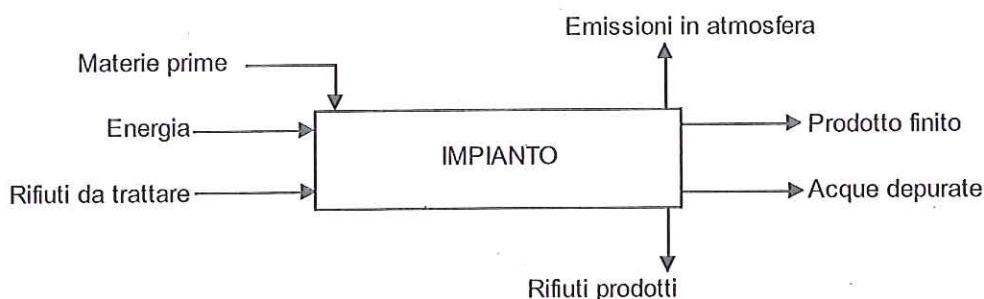 Emissioni in atmosfera
Materie prime
Energia
Prodotto finito
IMPIANTO
Rifiuti da trattare
Acque depurate
Rifiuti prodotti